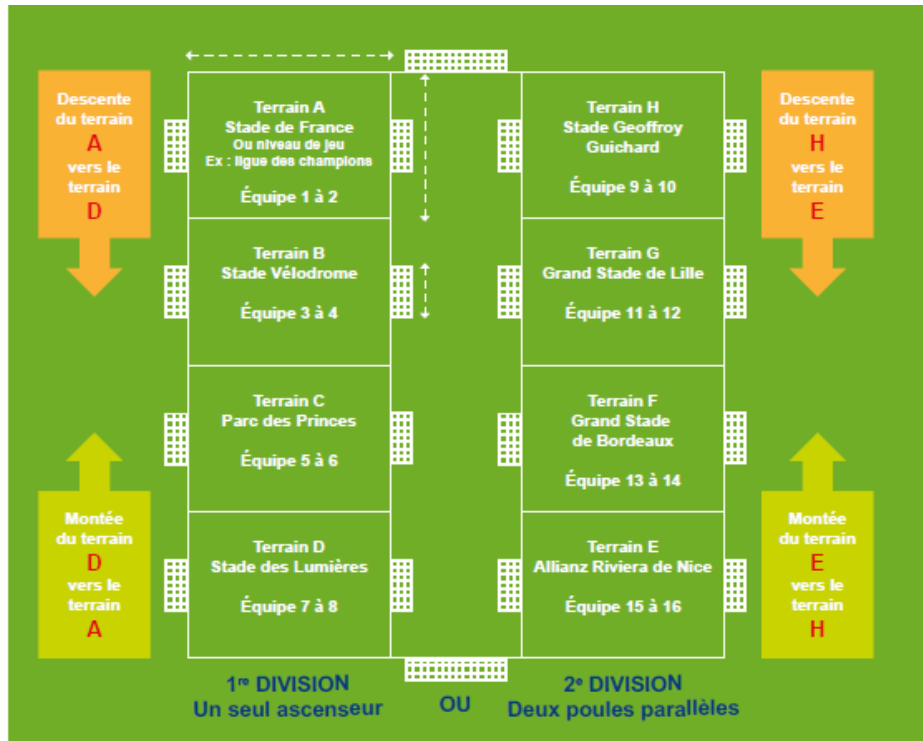 Descente
du terrain
A
vers le
terrain
D
Montée
du terrain
D
vers le
terrain
A
Terrain A
Stade de France
Ou niveau de jeu
Ex : ligue des champions
Équipe 1 à 2
Terrain B
Stade Vélodrome
Équipe 3 à 4
Terrain C
Parc des Princes
Équipe 5 à 6
Terrain D
Stade des Lumières
Équipe 7 à 8
Terrain H
Stade Geoffroy
Guichard
Équipe 9 à 10
Terrain G
Grand Stade de Lille
Équipe 11 à 12
Terrain F
Grand Stade
de Bordeaux
Équipe 13 à 14
Terrain E
Allianz Riviera de Nice
Équipe 15 à 16
Descente
du terrain
H
vers le
terrain
E
Montée
du terrain
E
vers le
terrain
H
1re DIVISION
Un seul ascenseur
OU
2e DIVISION
Deux poules parallèles